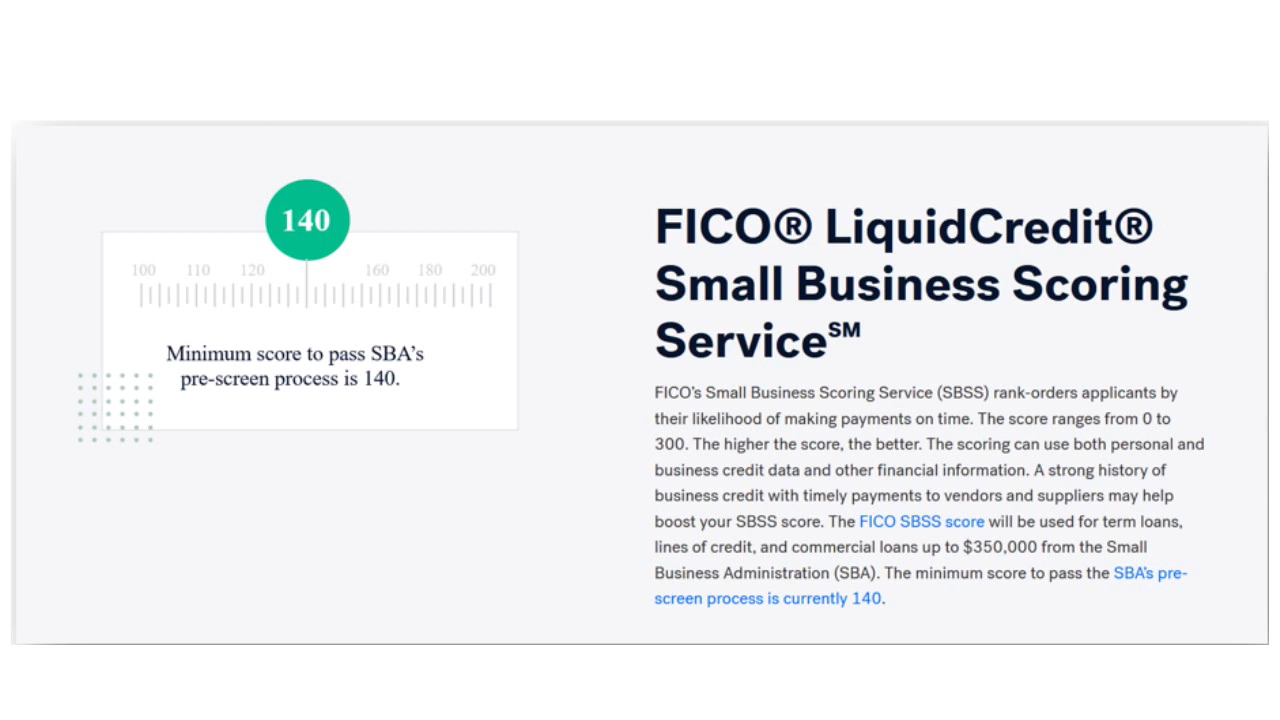 140
100 110 120 160 180 200
Minimum score to pass SBA's
pre-screen process is 140.
FICO® LiquidCredit®
Small Business Scoring
Service℠
FICO's Small Business Scoring Service (SBSS) rank-orders applicants by
their likelihood of making payments on time. The score ranges from 0 to
300. The higher the score, the better. The scoring can use both personal and
business credit data and other financial information. A strong history of
business credit with timely payments to vendors and suppliers may help
boost your SBSS score. The FICO SBSS score will be used for term loans,
lines of credit, and commercial loans up to $350,000 from the Small
Business Administration (SBA). The minimum score to pass the SBA's pre-
screen process is currently 140.